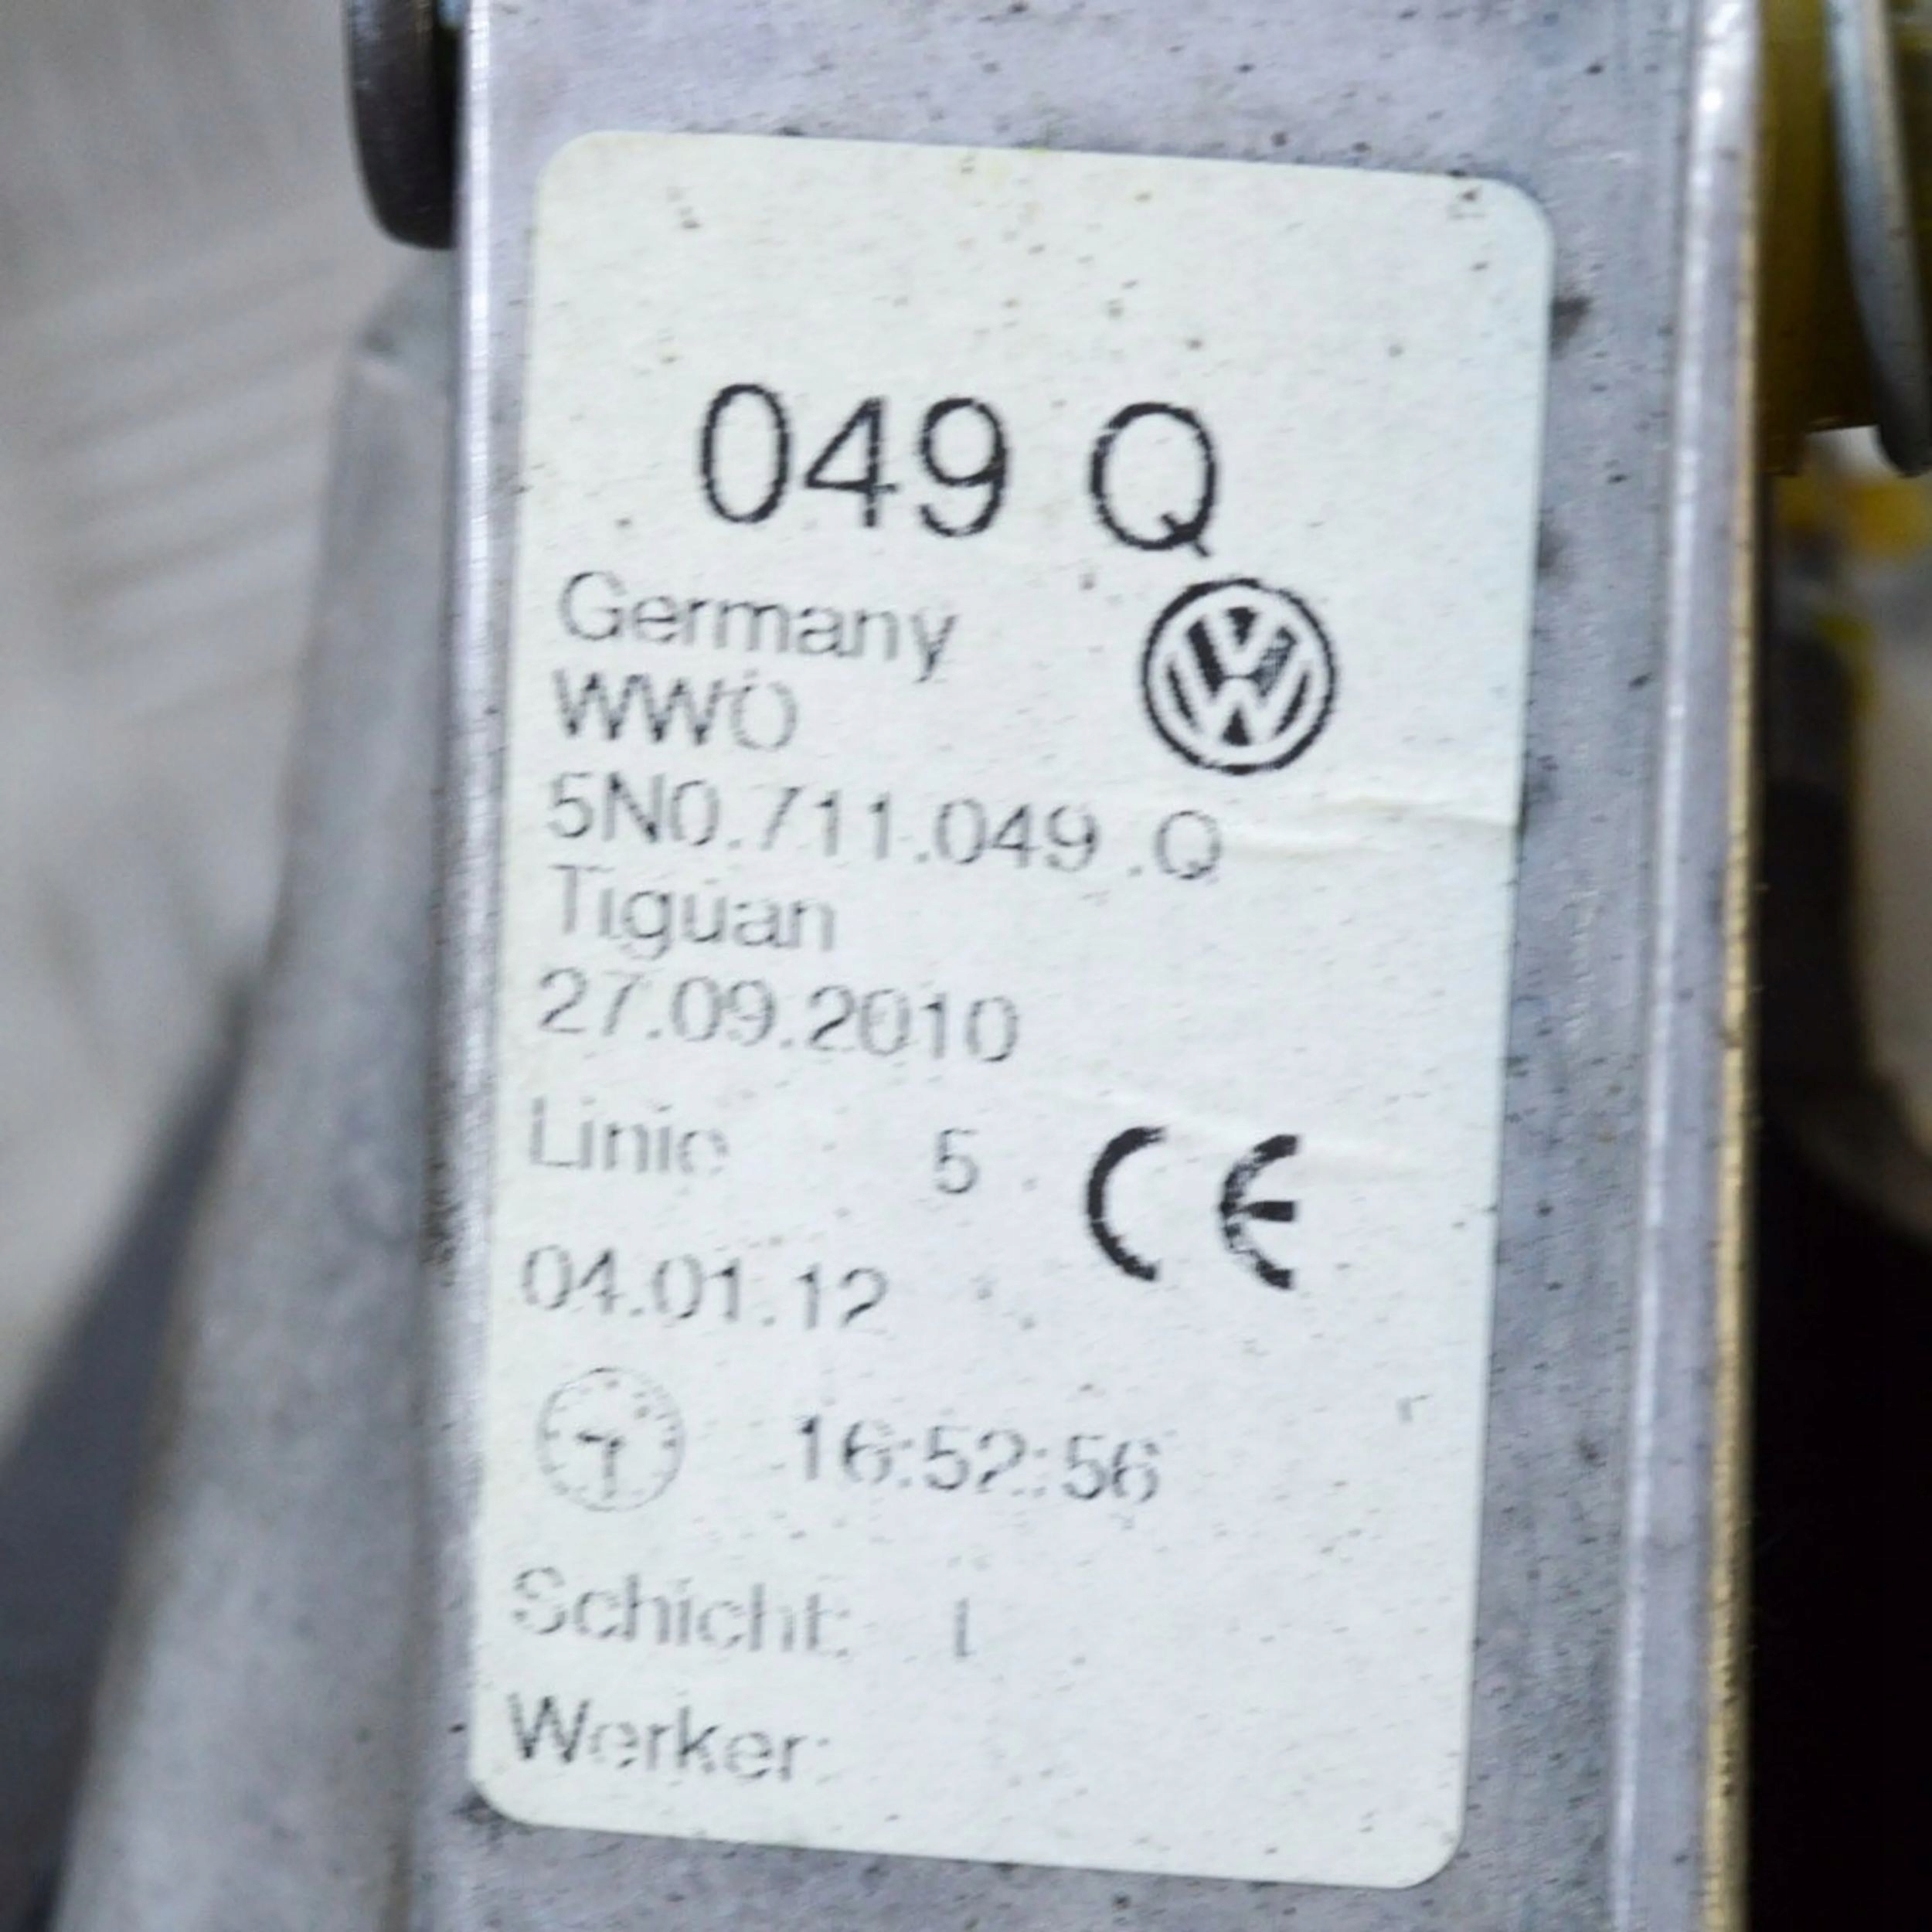 049 Q
Germany
WWO
5N0.711.049 .Q
Tiguan
27.09.2010
Linie 5
CE
04.01.12
16:52:56
Schicht:
Werker: